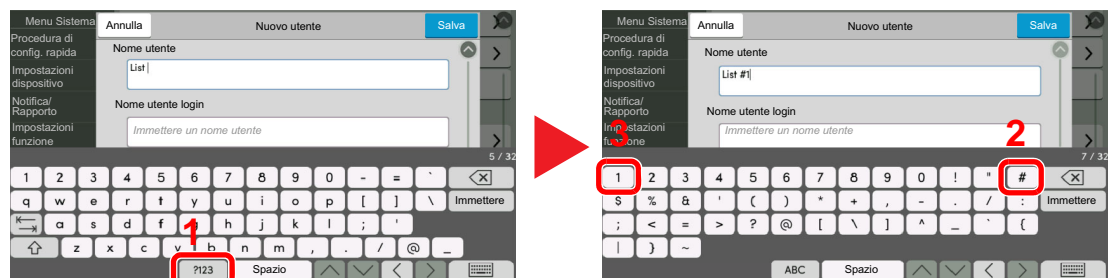 Menu Sistema
Annulla
Nuovo utente
Salva
Procedura di
config. rapida
Nome utente
List
Impostazioni
dispositivo
Notifica/
Rapporto
Nome utente login
Impostazioni
funzione
Immettere un nome utente
5 / 32
1 2 3 4 5 6 7 8 9 0 - = `
q w e r t y u i o p [ ] \ Immettere
a s d f g h j k l ; '
1
z x c v b n m , . / @ _
?123 Spazio
Menu Sistema
Annulla
Nuovo utente
Salva
Procedura di
config. rapida
Nome utente
List #1
Impostazioni
dispositivo
Notifica/
Rapporto
Nome utente login
Impostazioni
funzione
Immettere un nome utente
3
2
7 / 32
1 2 3 4 5 6 7 8 9 0 ! " #
$ % & ' ( ) * + , - . / : Immettere
; < = > ? @ [ \ ] ^ _ ` {
| } ~
ABC Spazio